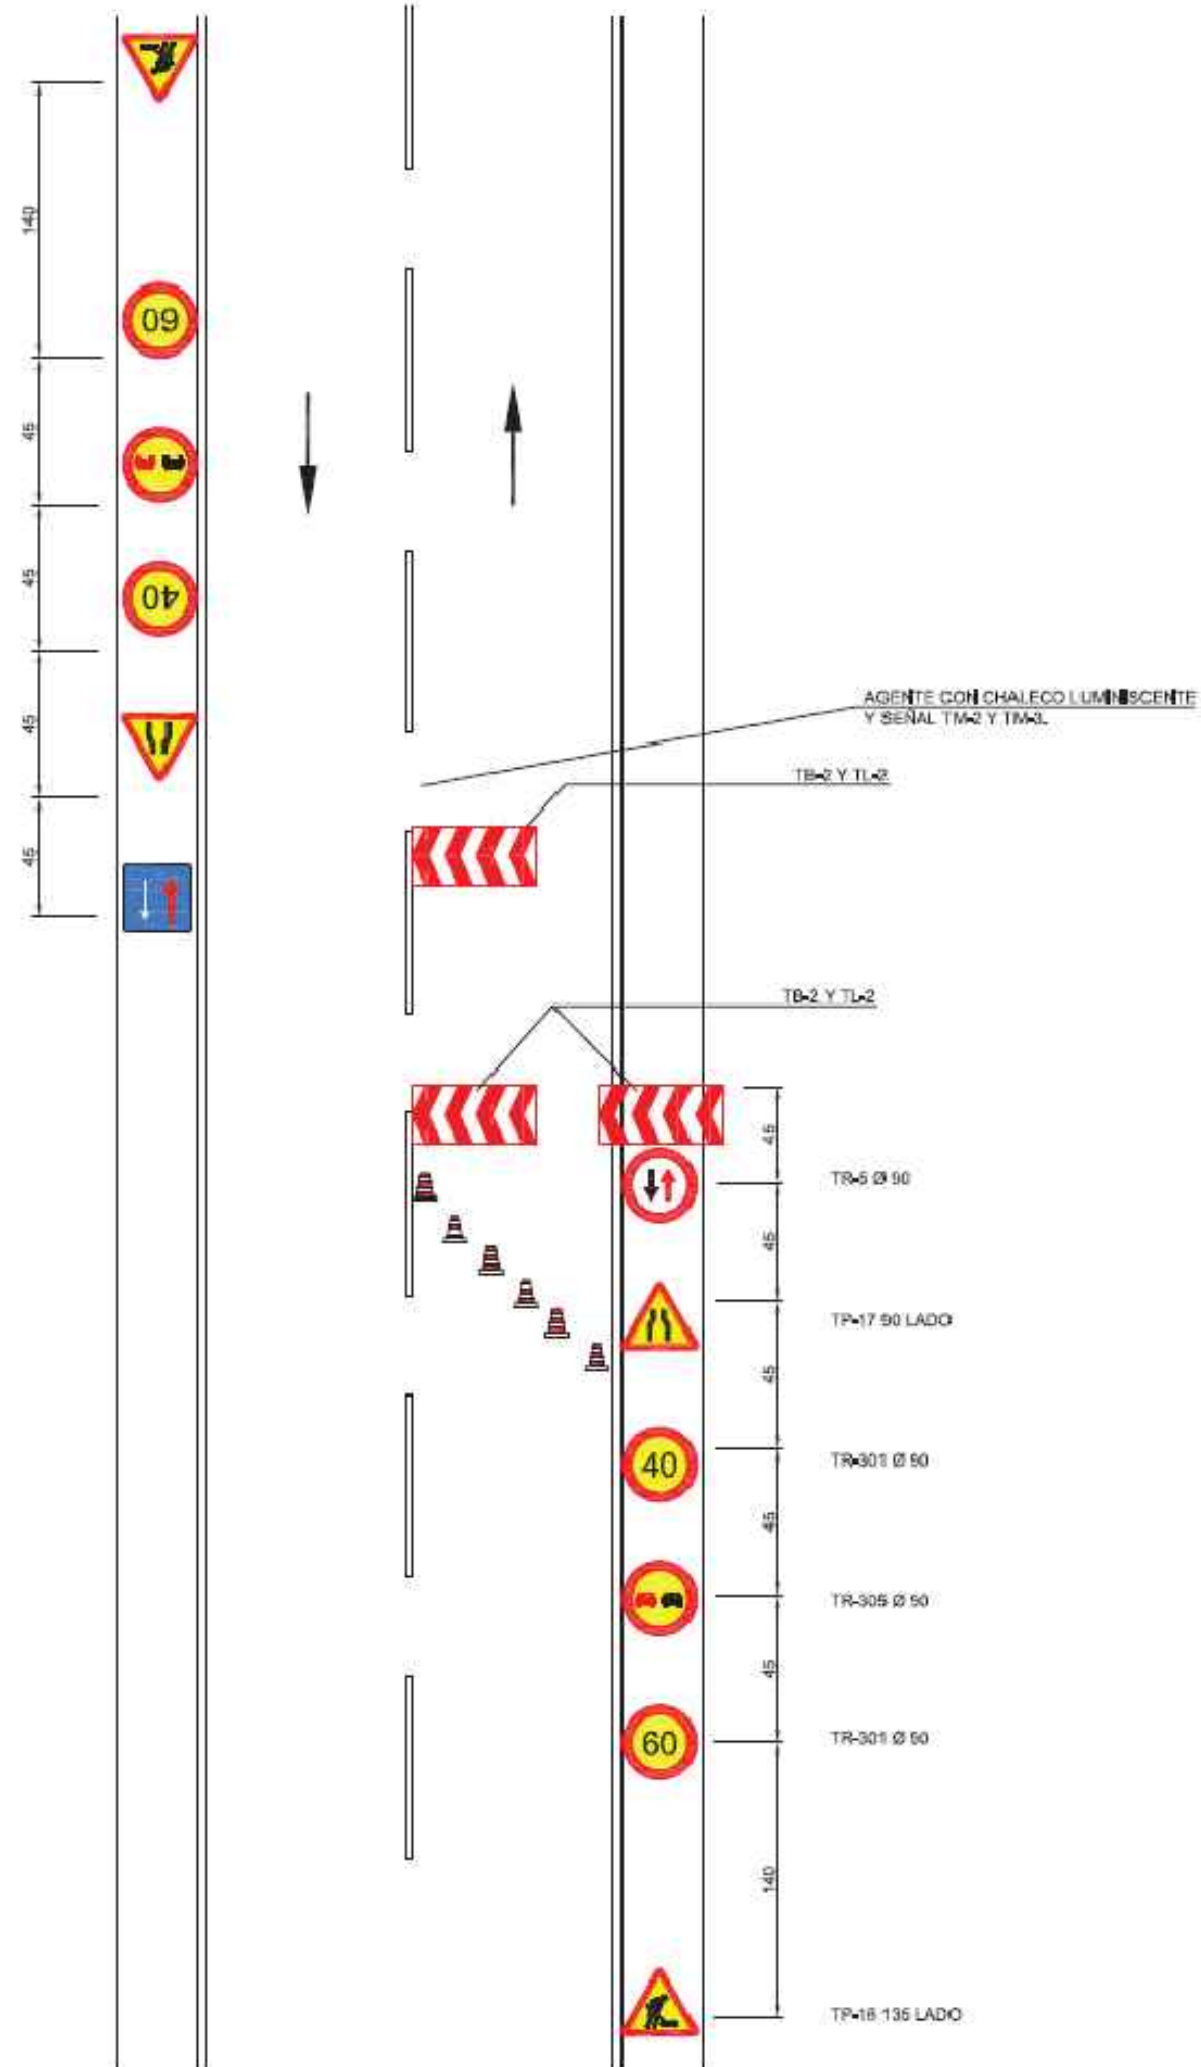 140
60
45
45
40
45
AGENTE CON CHALECO LUMINISCENTE
Y SEÑAL TM-2 Y TM-3.
TB-2 Y TL-2
45
TB-2 Y TL-2
45
TR-5 Ø 90
45
TP-17 90 LADO
45
40
TR-301 Ø 90
45
TR-305 Ø 90
45
60
TR-301 Ø 90
140
TP-18 135 LADO